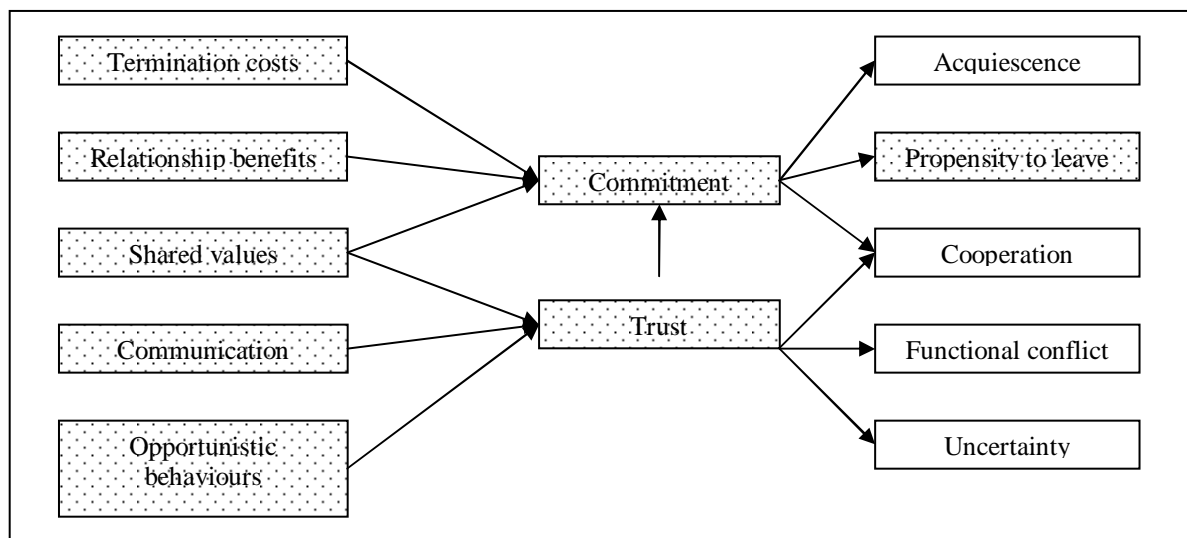 Termination costs
Relationship benefits
Shared values
Communication
Opportunistic
behaviours
Commitment
Trust
Acquiescence
Propensity to leave
Cooperation
Functional conflict
Uncertainty